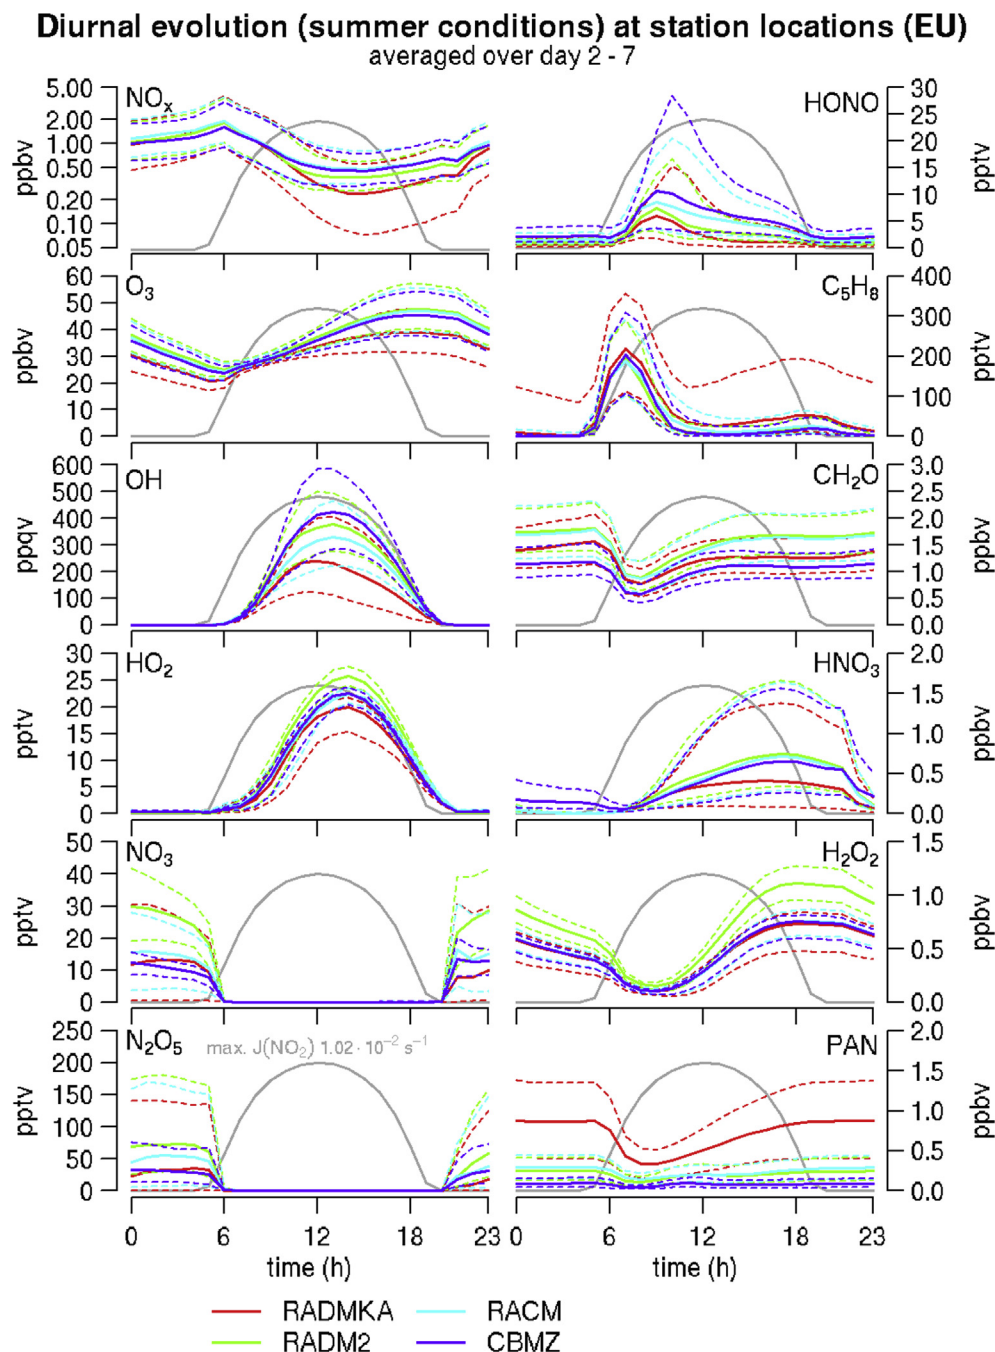 Diurnal evolution (summer conditions) at station locations (EU)
averaged over day 2 - 7
NOx
ppbv
5.00
2.00
1.00
0.50
0.20
0.10
0.05
HONO
pptv
30
25
20
15
10
5
0
O3
ppbv
60
50
40
30
20
10
0
C5H8
pptv
400
300
200
100
0
OH
ppqv
600
500
400
300
200
100
0
CH2O
ppbv
3.0
2.5
2.0
1.5
1.0
0.5
0.0
HO2
pptv
30
25
20
15
10
5
0
HNO3
ppbv
2.0
1.5
1.0
0.5
0.0
NO3
pptv
50
40
30
20
10
0
H2O2
ppbv
1.5
1.0
0.5
0.0
N2O5
max. J(NO2) 1.02 · 10−2 s−1
pptv
250
200
150
100
50
0
PAN
ppbv
2.0
1.5
1.0
0.5
0.0
0 6 12 18 23 0 6 12 18 23
time (h) time (h)
RADMKA RACM
RADM2 CBMZ